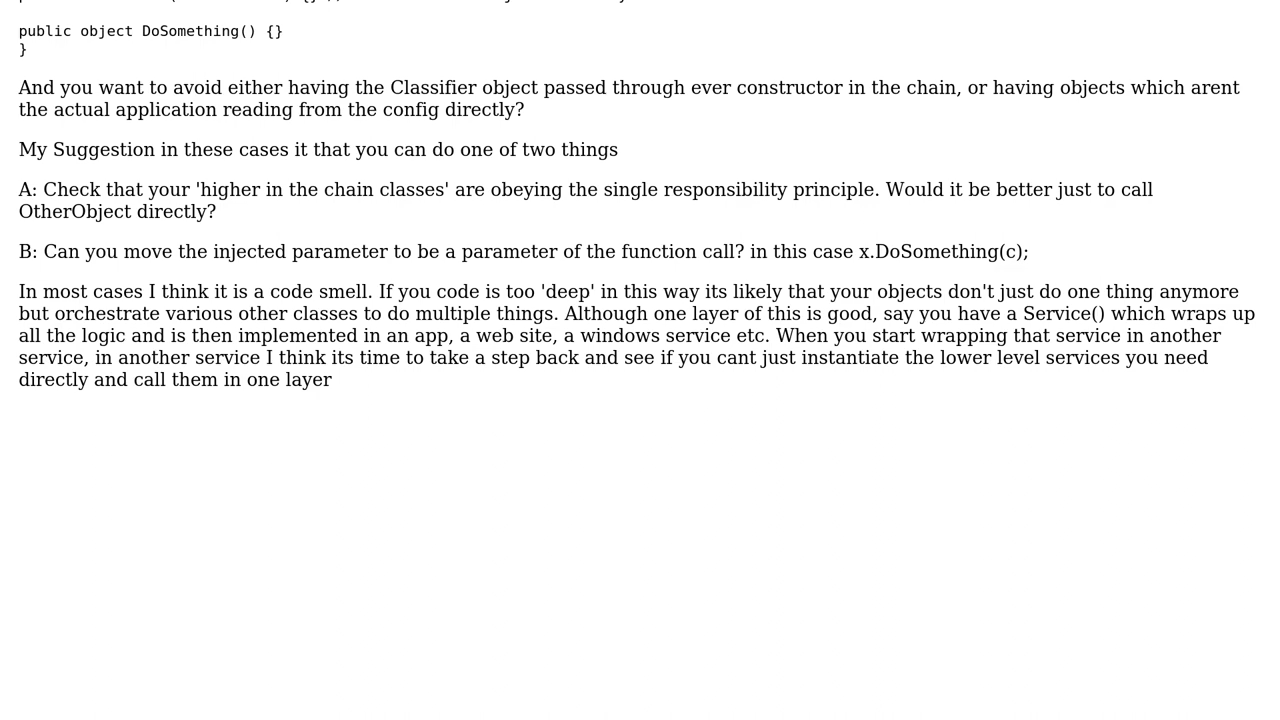 public object DoSomething() {}
}
And you want to avoid either having the Classifier object passed through ever constructor in the chain, or having objects which arent
the actual application reading from the config directly?
My Suggestion in these cases it that you can do one of two things
A: Check that your 'higher in the chain classes' are obeying the single responsibility principle. Would it be better just to call
OtherObject directly?
B: Can you move the injected parameter to be a parameter of the function call? in this case x.DoSomething(c);
In most cases I think it is a code smell. If you code is too 'deep' in this way its likely that your objects don't just do one thing anymore
but orchestrate various other classes to do multiple things. Although one layer of this is good, say you have a Service() which wraps up
all the logic and is then implemented in an app, a web site, a windows service etc. When you start wrapping that service in another
service, in another service I think its time to take a step back and see if you cant just instantiate the lower level services you need
directly and call them in one layer